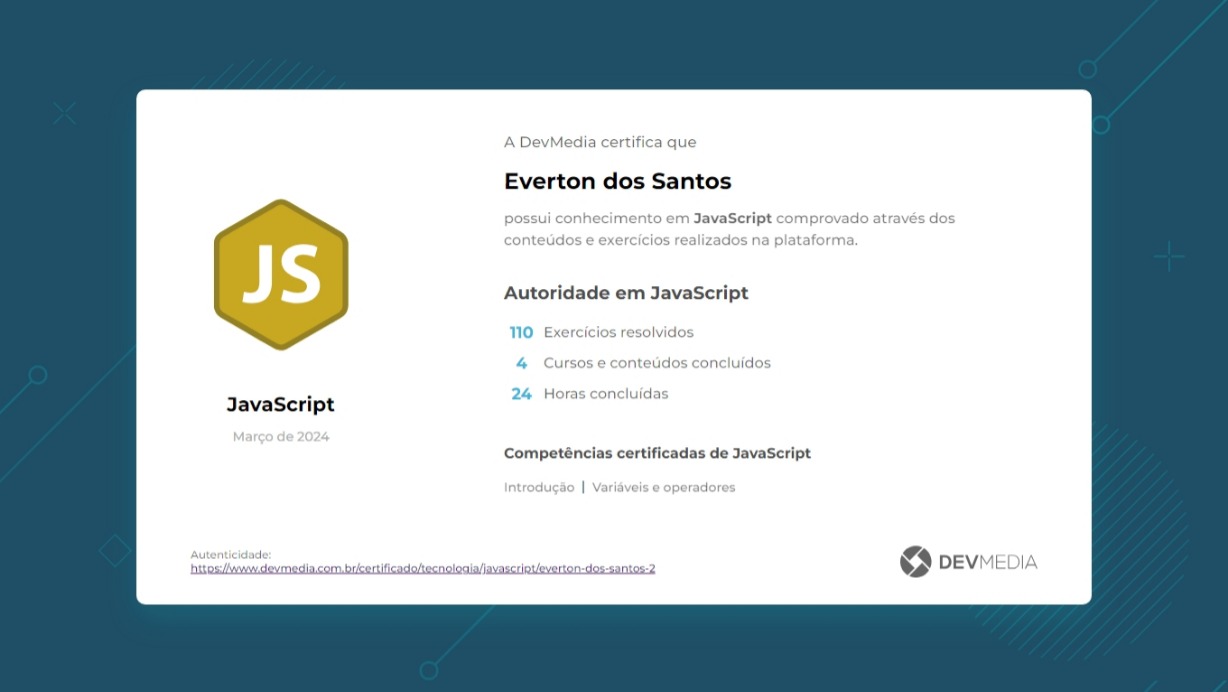 A DevMedia certifica que
Everton dos Santos
possui conhecimento em JavaScript comprovado através dos
conteúdos e exercícios realizados na plataforma.
JS
JavaScript
Março de 2024
Autoridade em JavaScript
110 Exercícios resolvidos
4 Cursos e conteúdos concluídos
24 Horas concluídas
Competências certificadas de JavaScript
Introdução | Variáveis e operadores
Autenticidade:
https://www.devmedia.com.br/certificado/tecnologia/javascript/everton-dos-santos-2
DEVMEDIA